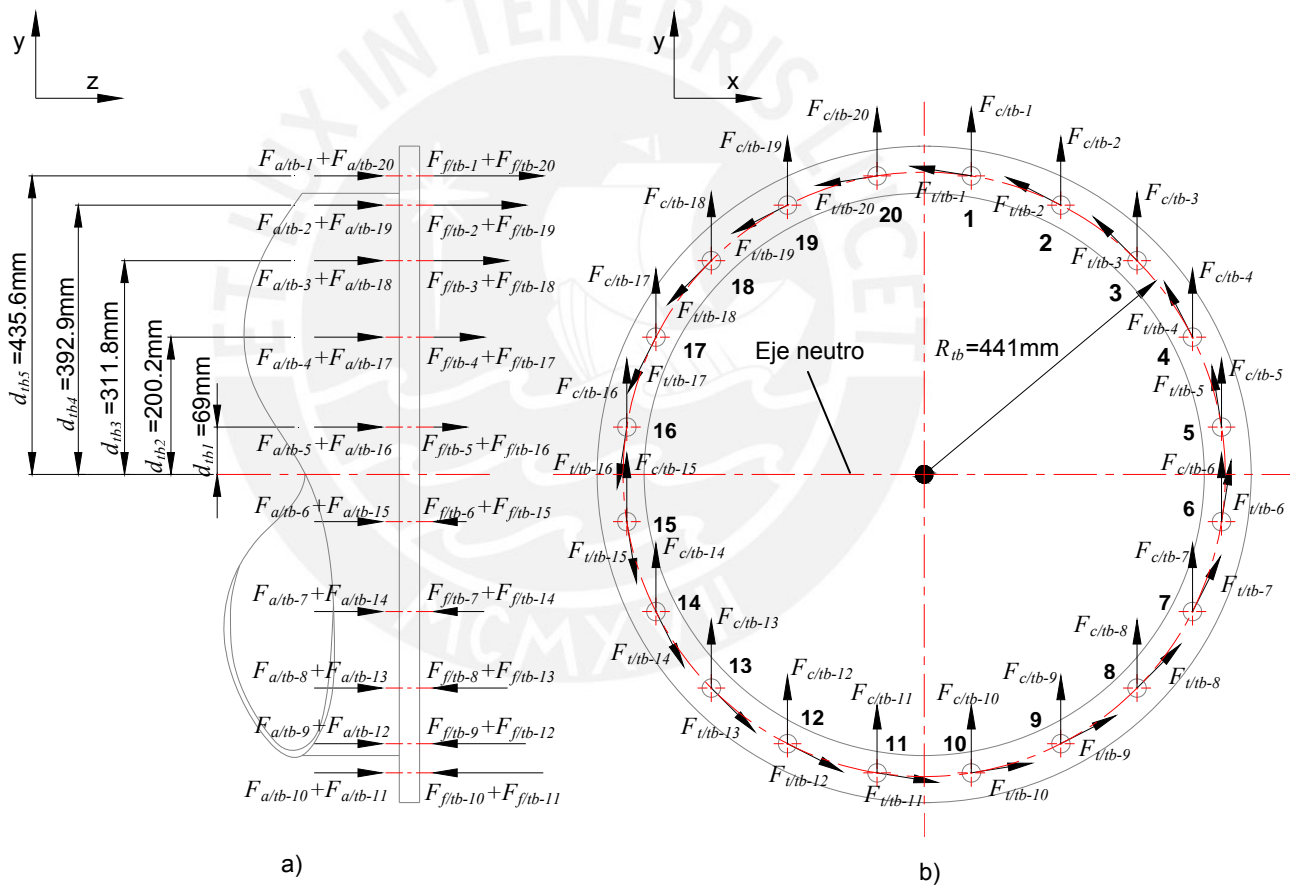 ET LUX IN TENEBRIS LUCET
MCMXVII
y
z
F_{a/tb-1}+F_{a/tb-20}
F_{f/tb-1}+F_{f/tb-20}
F_{a/tb-2}+F_{a/tb-19}
F_{f/tb-2}+F_{f/tb-19}
F_{a/tb-3}+F_{a/tb-18}
F_{f/tb-3}+F_{f/tb-18}
F_{a/tb-4}+F_{a/tb-17}
F_{f/tb-4}+F_{f/tb-17}
F_{a/tb-5}+F_{a/tb-16}
F_{f/tb-5}+F_{f/tb-16}
F_{a/tb-6}+F_{a/tb-15}
F_{f/tb-6}+F_{f/tb-15}
F_{a/tb-7}+F_{a/tb-14}
F_{f/tb-7}+F_{f/tb-14}
F_{a/tb-8}+F_{a/tb-13}
F_{f/tb-8}+F_{f/tb-13}
F_{a/tb-9}+F_{a/tb-12}
F_{f/tb-9}+F_{f/tb-12}
F_{a/tb-10}+F_{a/tb-11}
F_{f/tb-10}+F_{f/tb-11}
d_{tb5} =435.6mm
d_{tb4} =392.9mm
d_{tb3} =311.8mm
d_{tb2} =200.2mm
d_{tb1} =69mm
a)
y
x
F_{c/tb-20}
F_{c/tb-1}
F_{c/tb-19}
F_{c/tb-2}
F_{c/tb-18}
F_{c/tb-3}
F_{c/tb-17}
F_{c/tb-4}
F_{c/tb-16}
F_{c/tb-5}
F_{c/tb-15}
F_{c/tb-6}
F_{c/tb-14}
F_{c/tb-7}
F_{c/tb-13}
F_{c/tb-8}
F_{c/tb-12}
F_{c/tb-9}
F_{c/tb-11}
F_{c/tb-10}
F_{t/tb-20}
F_{t/tb-1}
F_{t/tb-19}
F_{t/tb-2}
F_{t/tb-18}
F_{t/tb-3}
F_{t/tb-17}
F_{t/tb-4}
F_{t/tb-16}
F_{t/tb-5}
F_{t/tb-15}
F_{t/tb-6}
F_{t/tb-14}
F_{t/tb-7}
F_{t/tb-13}
F_{t/tb-8}
F_{t/tb-12}
F_{t/tb-9}
F_{t/tb-11}
F_{t/tb-10}
20
1
19
2
18
3
17
4
16
5
15
6
14
7
13
8
12
9
11
10
Eje neutro
R_{tb}=441mm
b)